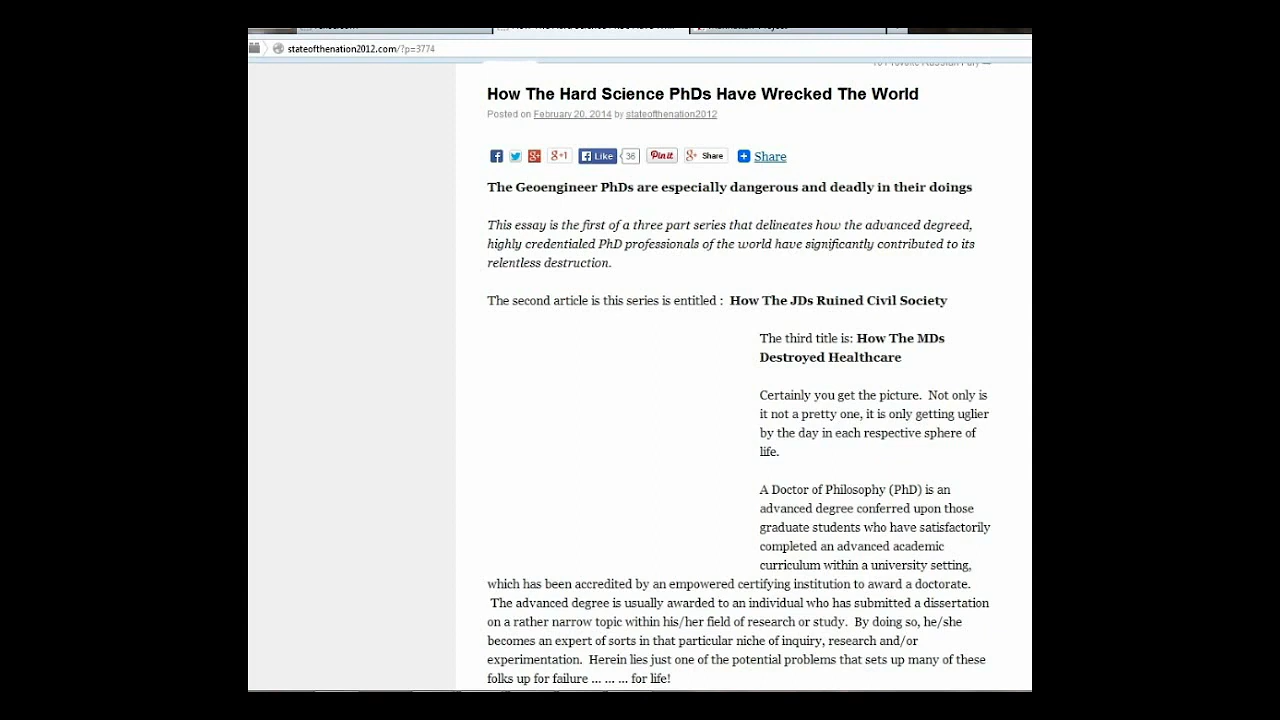 stateofthenation2012.com/?p=3774
How The Hard Science PhDs Have Wrecked The World
Posted on February 20, 2014 by stateofthenation2012
+1 Like 36 Pin it Share Share
The Geoengineer PhDs are especially dangerous and deadly in their doings
This essay is the first of a three part series that delineates how the advanced degreed,
highly credentialed PhD professionals of the world have significantly contributed to its
relentless destruction.
The second article is this series is entitled : How The JDs Ruined Civil Society
The third title is: How The MDs
Destroyed Healthcare
Certainly you get the picture. Not only is
it not a pretty one, it is only getting uglier
by the day in each respective sphere of
life.
A Doctor of Philosophy (PhD) is an
advanced degree conferred upon those
graduate students who have satisfactorily
completed an advanced academic
curriculum within a university setting,
which has been accredited by an empowered certifying institution to award a doctorate.
The advanced degree is usually awarded to an individual who has submitted a dissertation
on a rather narrow topic within his/her field of research or study. By doing so, he/she
becomes an expert of sorts in that particular niche of inquiry, research and/or
experimentation. Herein lies just one of the potential problems that sets up many of these
folks up for failure ... ... ... for life!